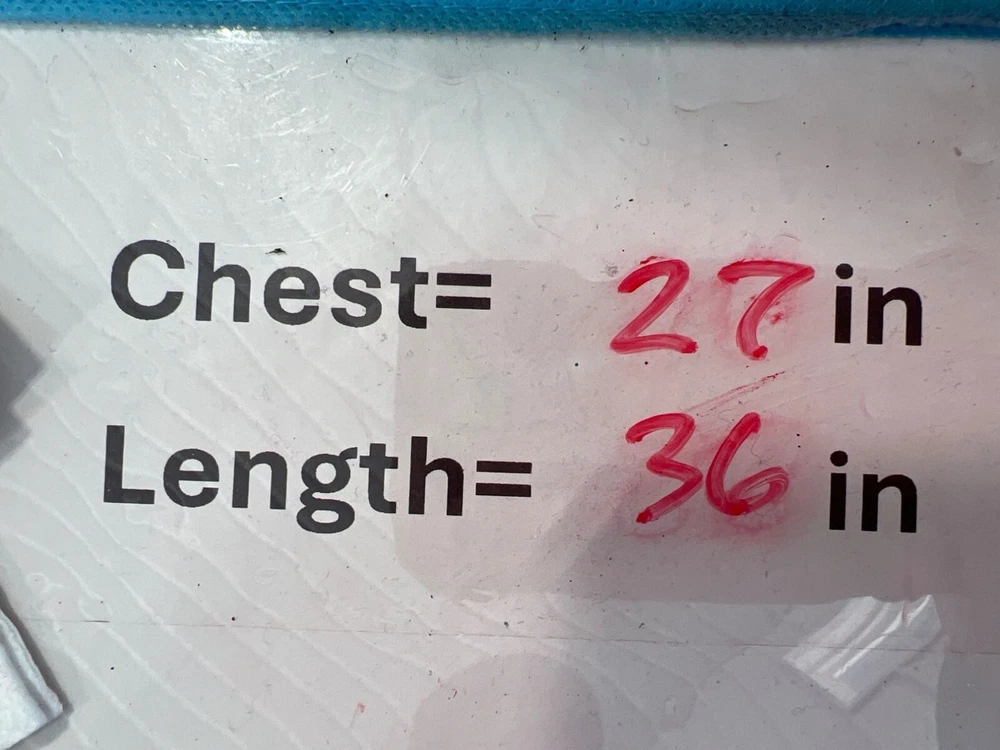 Chest= 27 in
Length= 36 in